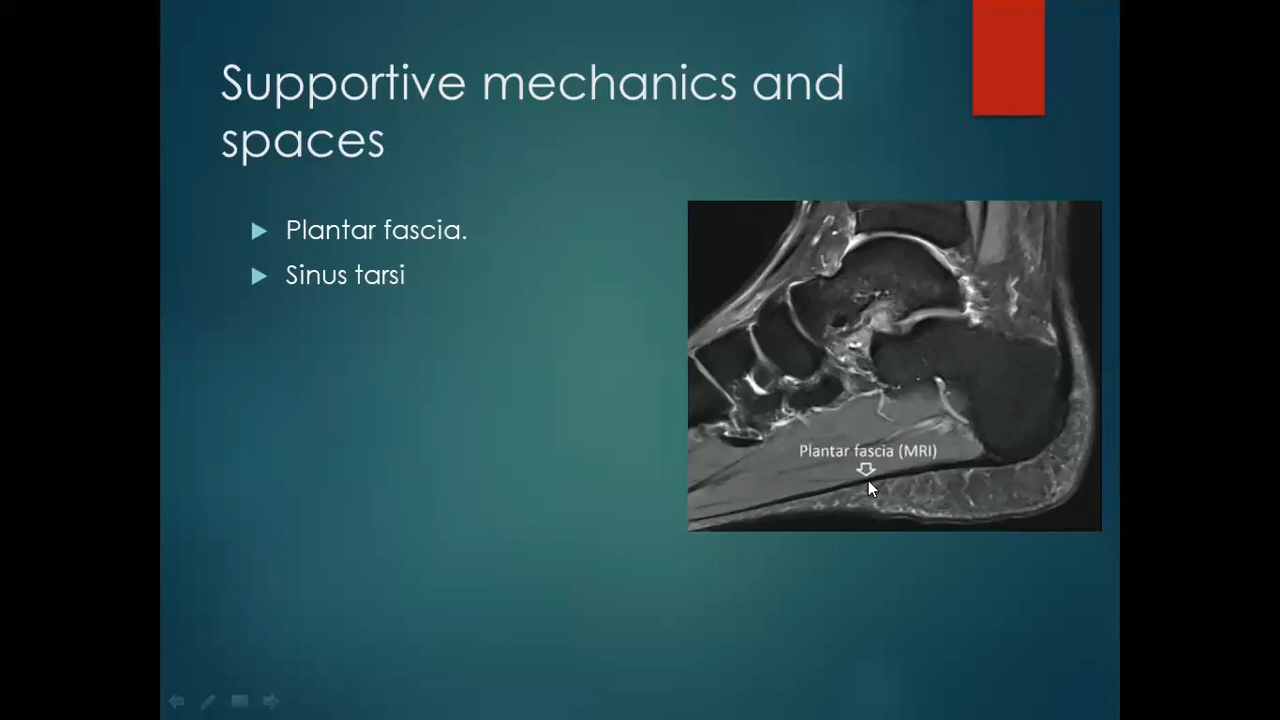 Supportive mechanics and
spaces
Plantar fascia.
Sinus tarsi
Plantar fascia (MRI)